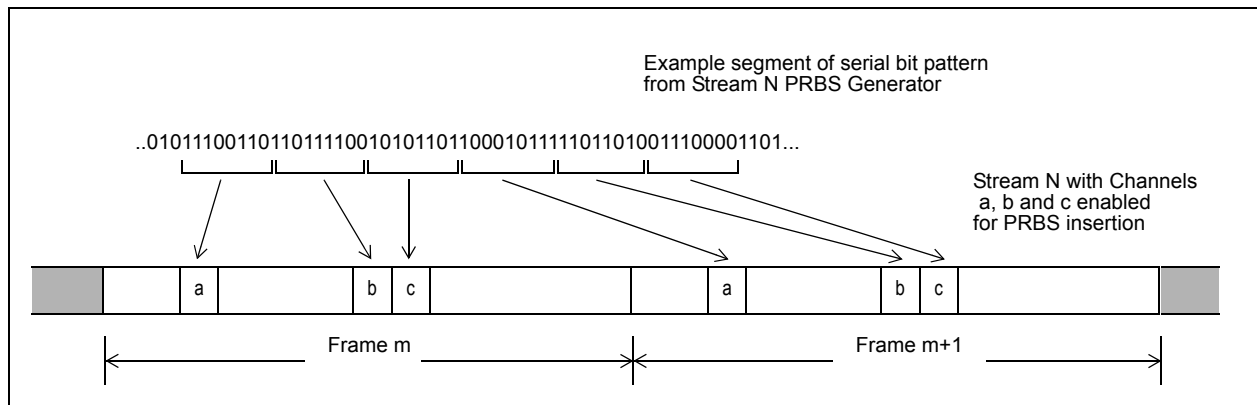 Example segment of serial bit pattern
from Stream N PRBS Generator
..010111001101101111001010110110001011111011010011100001101...
Stream N with Channels
a, b and c enabled
for PRBS insertion
a b c a b c
Frame m Frame m+1